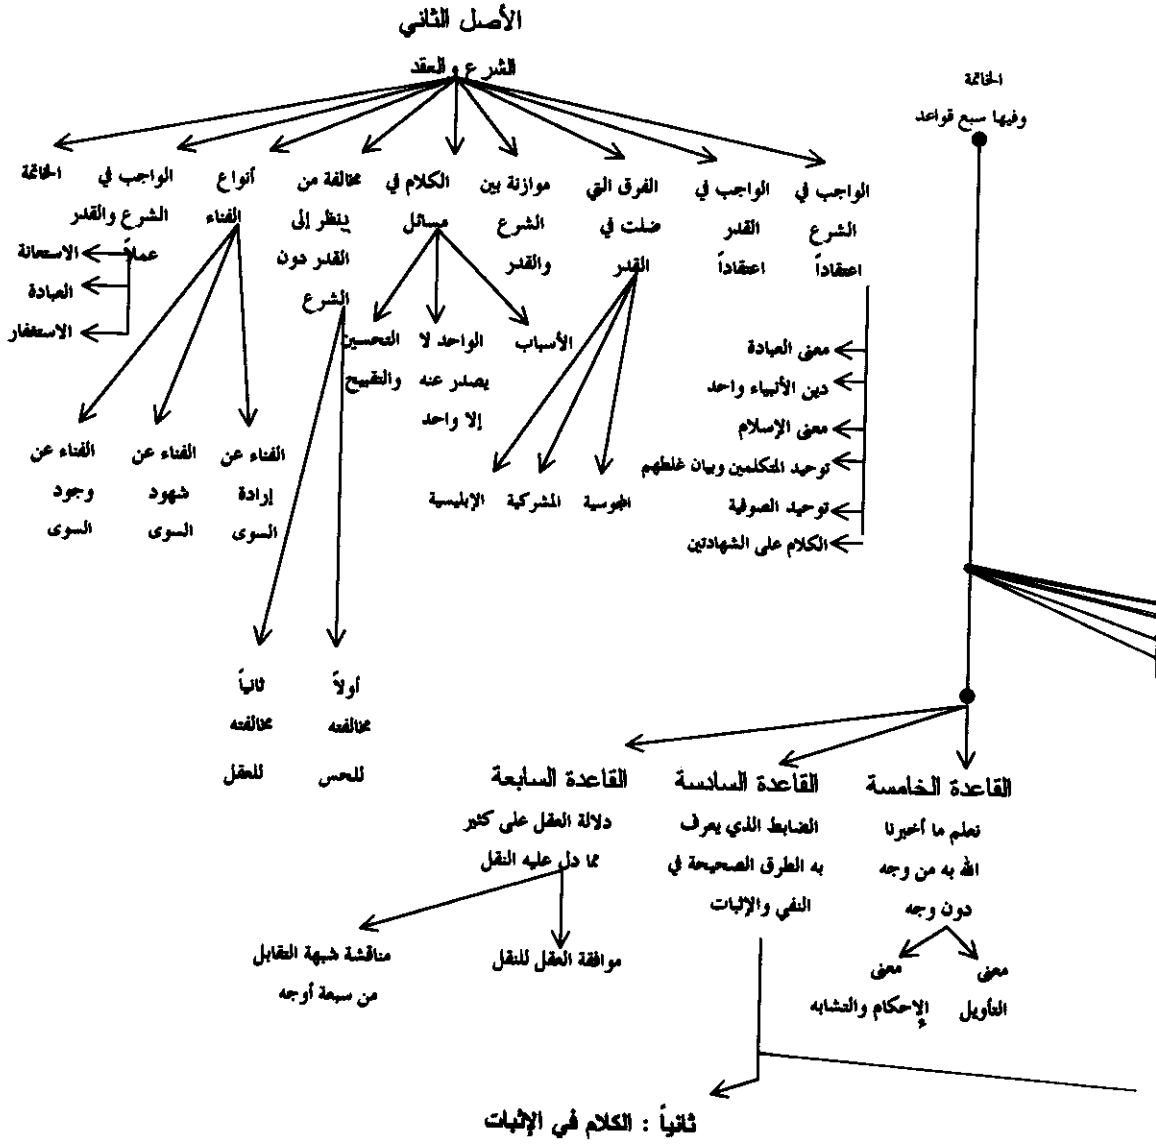 الأصل الثاني
الشرع والعقد
الخاتمة
وفيها سبع قواعد
الواجب في
الشرع
اعتقاداً
معنى العبادة
دين الأنبياء واحد
معنى الإسلام
توحيد المتكلمين وبيان غلطهم
توحيد الصوفية
الكلام على الشهادتين
الواجب في
القدر
اعتقاداً
الفرق التي
ضلت في
القدر
المجوسية
المشركية
الإبليسية
موازنة بين
الشرع
والقدر
الكلام في
مسائل
الأسباب
الواحد لا
يصدر عنه
إلا واحد
التحسين
والتقبيح
مخالفة من
ينظر إلى
القدر دون
الشرع
أولاً
مخالفته
للحس
ثانياً
مخالفته
للعقل
أنواع
الفناء
الفناء عن
إرادة
السوى
الفناء عن
شهود
السوى
الفناء عن
وجود
السوى
الواجب في
الشرع والقدر
عملاً
الاستعانة
العبادة
الاستغفار
الخاتمة
القاعدة الخامسة
نعلم ما أخبرنا
الله به من وجه
دون وجه
معنى
التأويل
معنى
الإحكام والتشابه
القاعدة السادسة
الضابط الذي يعرف
به الطرق الصحيحة في
النفي والإثبات
القاعدة السابعة
دلالة العقل على كثير
مما دل عليه النقل
موافقة العقل للنقل
مناقشة شبهة التقابل
من سبعة أوجه
ثانياً : الكلام في الإثبات